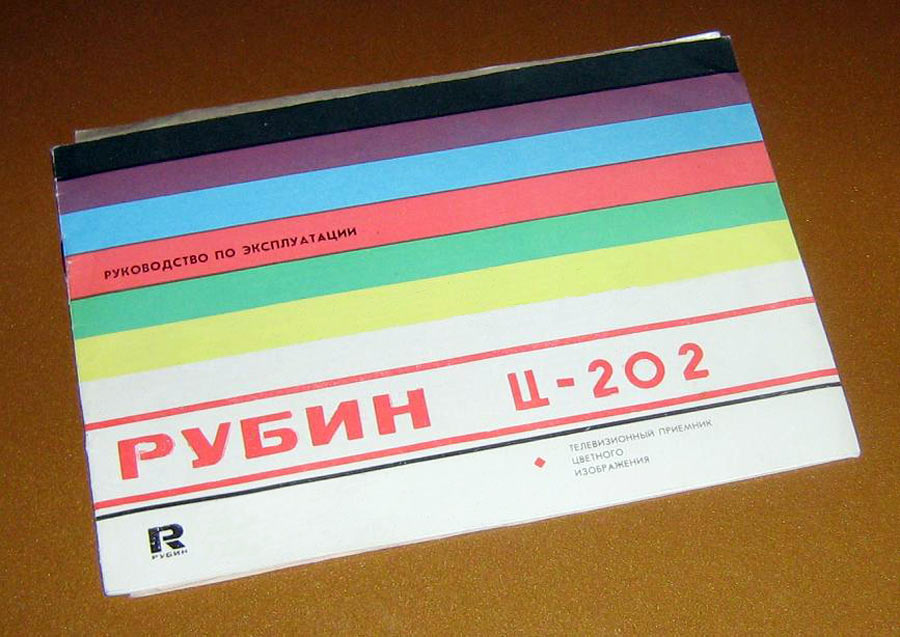 РУКОВОДСТВО ПО ЭКСПЛУАТАЦИИ
РУБИН Ц-202
ТЕЛЕВИЗИОННЫЙ ПРИЕМНИК
ЦВЕТНОГО
ИЗОБРАЖЕНИЯ
R
РУБИН